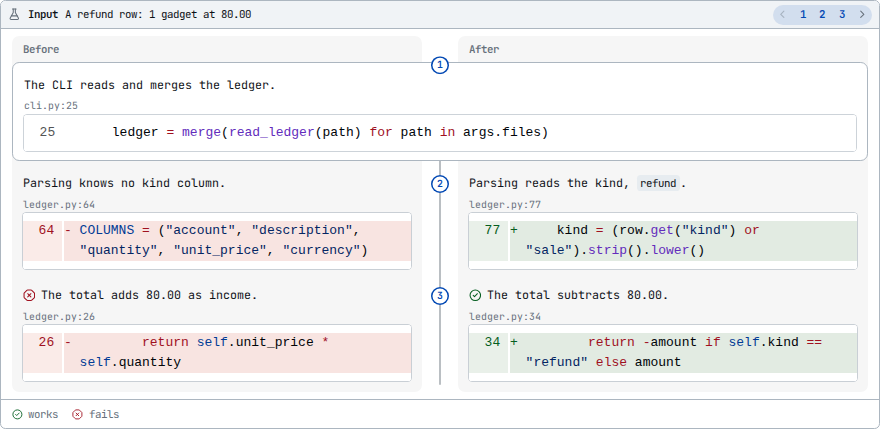 Input A refund row: 1 gadget at 80.00
1 2 3
Before
After
1
The CLI reads and merges the ledger.
cli.py:25
25 ledger = merge(read_ledger(path) for path in args.files)
Parsing knows no kind column.
ledger.py:64
64 - COLUMNS = ("account", "description",
"quantity", "unit_price", "currency")
2
Parsing reads the kind, refund.
ledger.py:77
77 + kind = (row.get("kind") or
"sale").strip().lower()
The total adds 80.00 as income.
ledger.py:26
26 - return self.unit_price *
self.quantity
3
The total subtracts 80.00.
ledger.py:34
34 + return -amount if self.kind ==
"refund" else amount
works fails